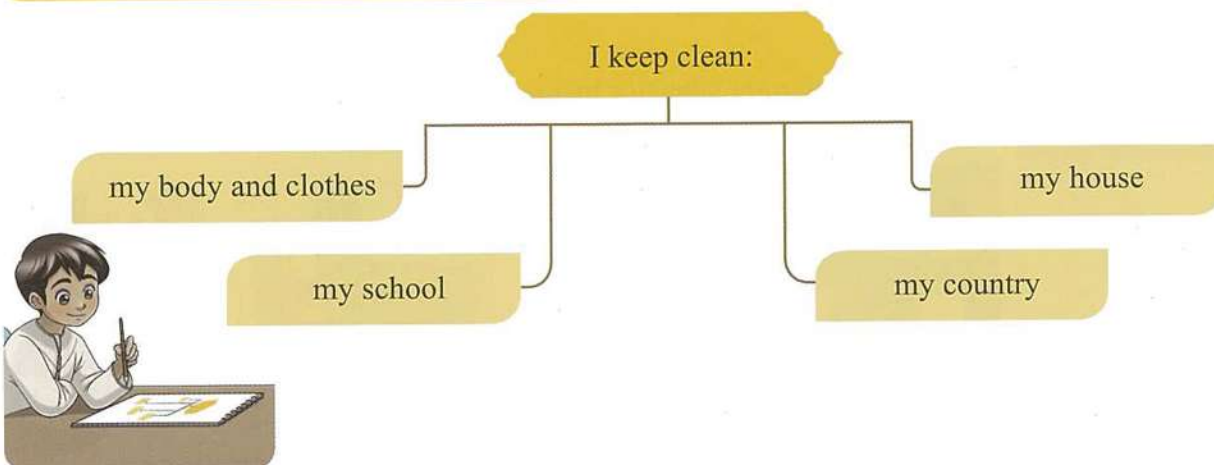 I keep clean:
my body and clothes
my house
my school
my country